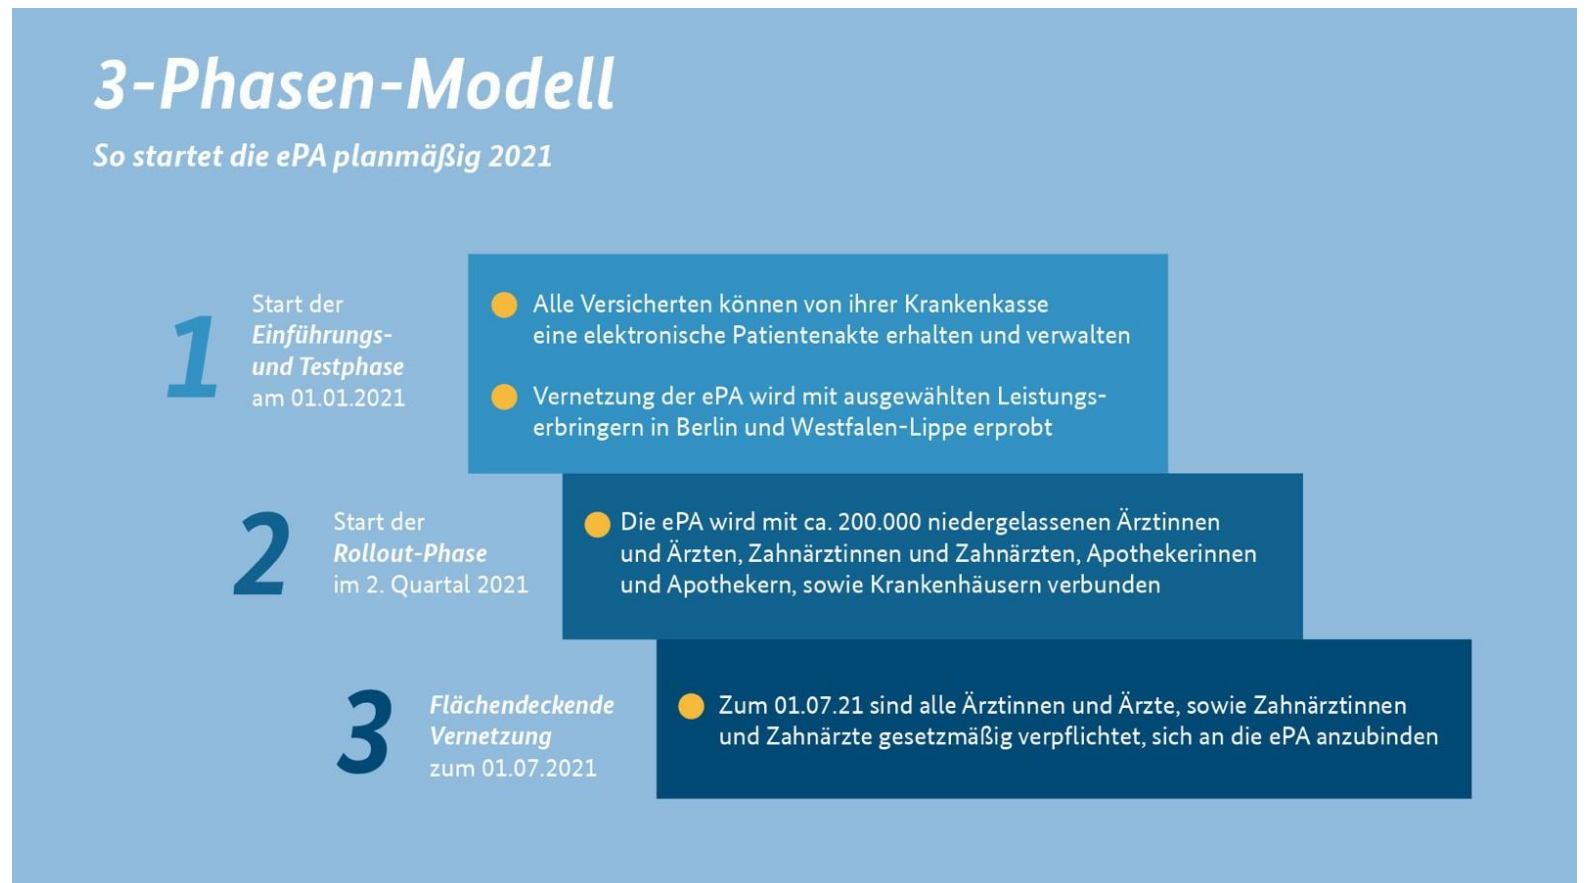 3-Phasen-Modell
So startet die ePA planmäßig 2021
1
Start der
Einführungs-
und Testphase
am 01.01.2021
Alle Versicherten können von ihrer Krankenkasse
eine elektronische Patientenakte erhalten und verwalten
Vernetzung der ePA wird mit ausgewählten Leistungs-
erbringern in Berlin und Westfalen-Lippe erprobt
2
Start der
Rollout-Phase
im 2. Quartal 2021
Die ePA wird mit ca. 200.000 niedergelassenen Ärztinnen
und Ärzten, Zahnärztinnen und Zahnärzten, Apothekerinnen
und Apothekern, sowie Krankenhäusern verbunden
3
Flächendeckende
Vernetzung
zum 01.07.2021
Zum 01.07.21 sind alle Ärztinnen und Ärzte, sowie Zahnärztinnen
und Zahnärzte gesetzmäßig verpflichtet, sich an die ePA anzubinden